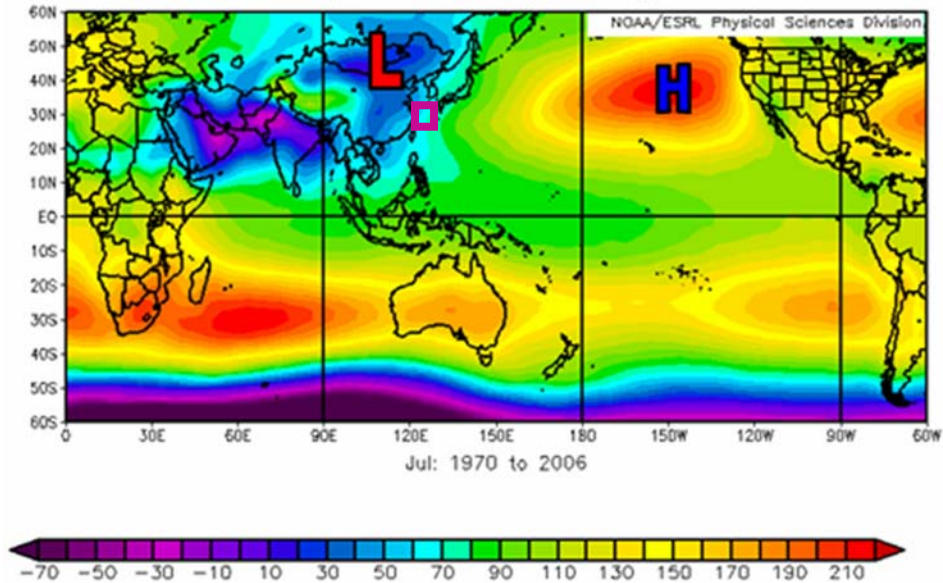 60N
NOAA/ESRL Physical Sciences Division
50N
L
40N
H
30N
20N
10N
EQ
10S
20S
30S
40S
50S
60S
0 30E 60E 90E 120E 150E 180 150W 120W 90W 60W
Jul: 1970 to 2006
-70 -50 -30 -10 10 30 50 70 90 110 130 150 170 190 210